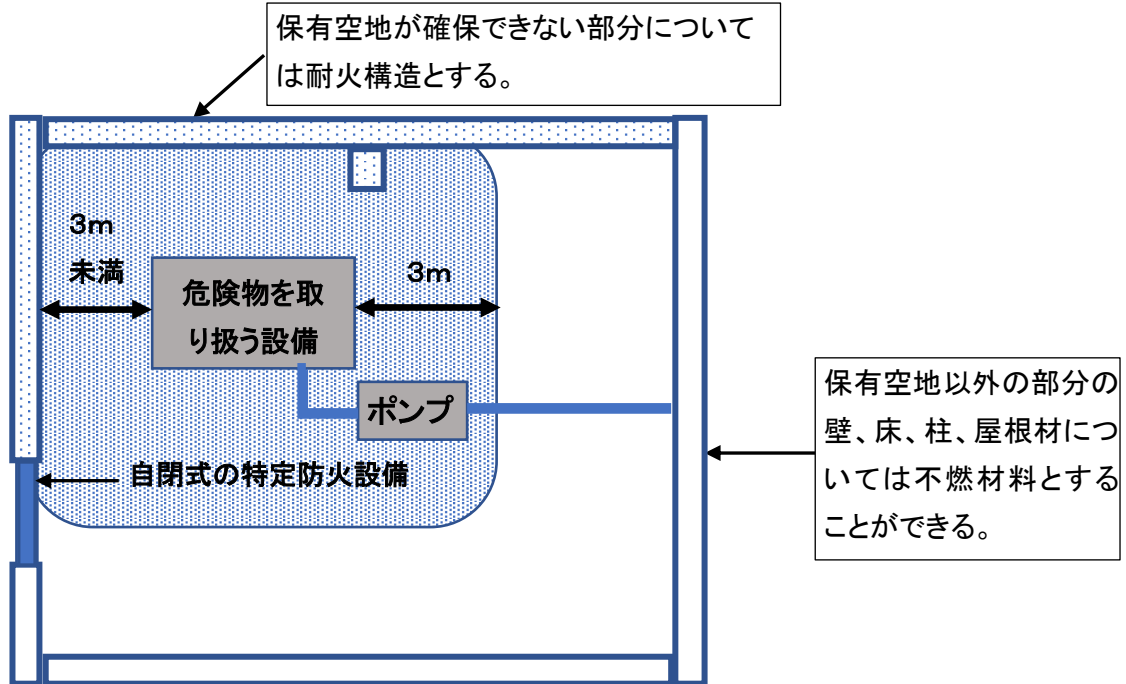 保有空地が確保できない部分について
は耐火構造とする。
3m
未満
危険物を取
り扱う設備
3m
ポンプ
自閉式の特定防火設備
保有空地以外の部分の
壁、床、柱、屋根材につ
いては不燃材料とする
ことができる。